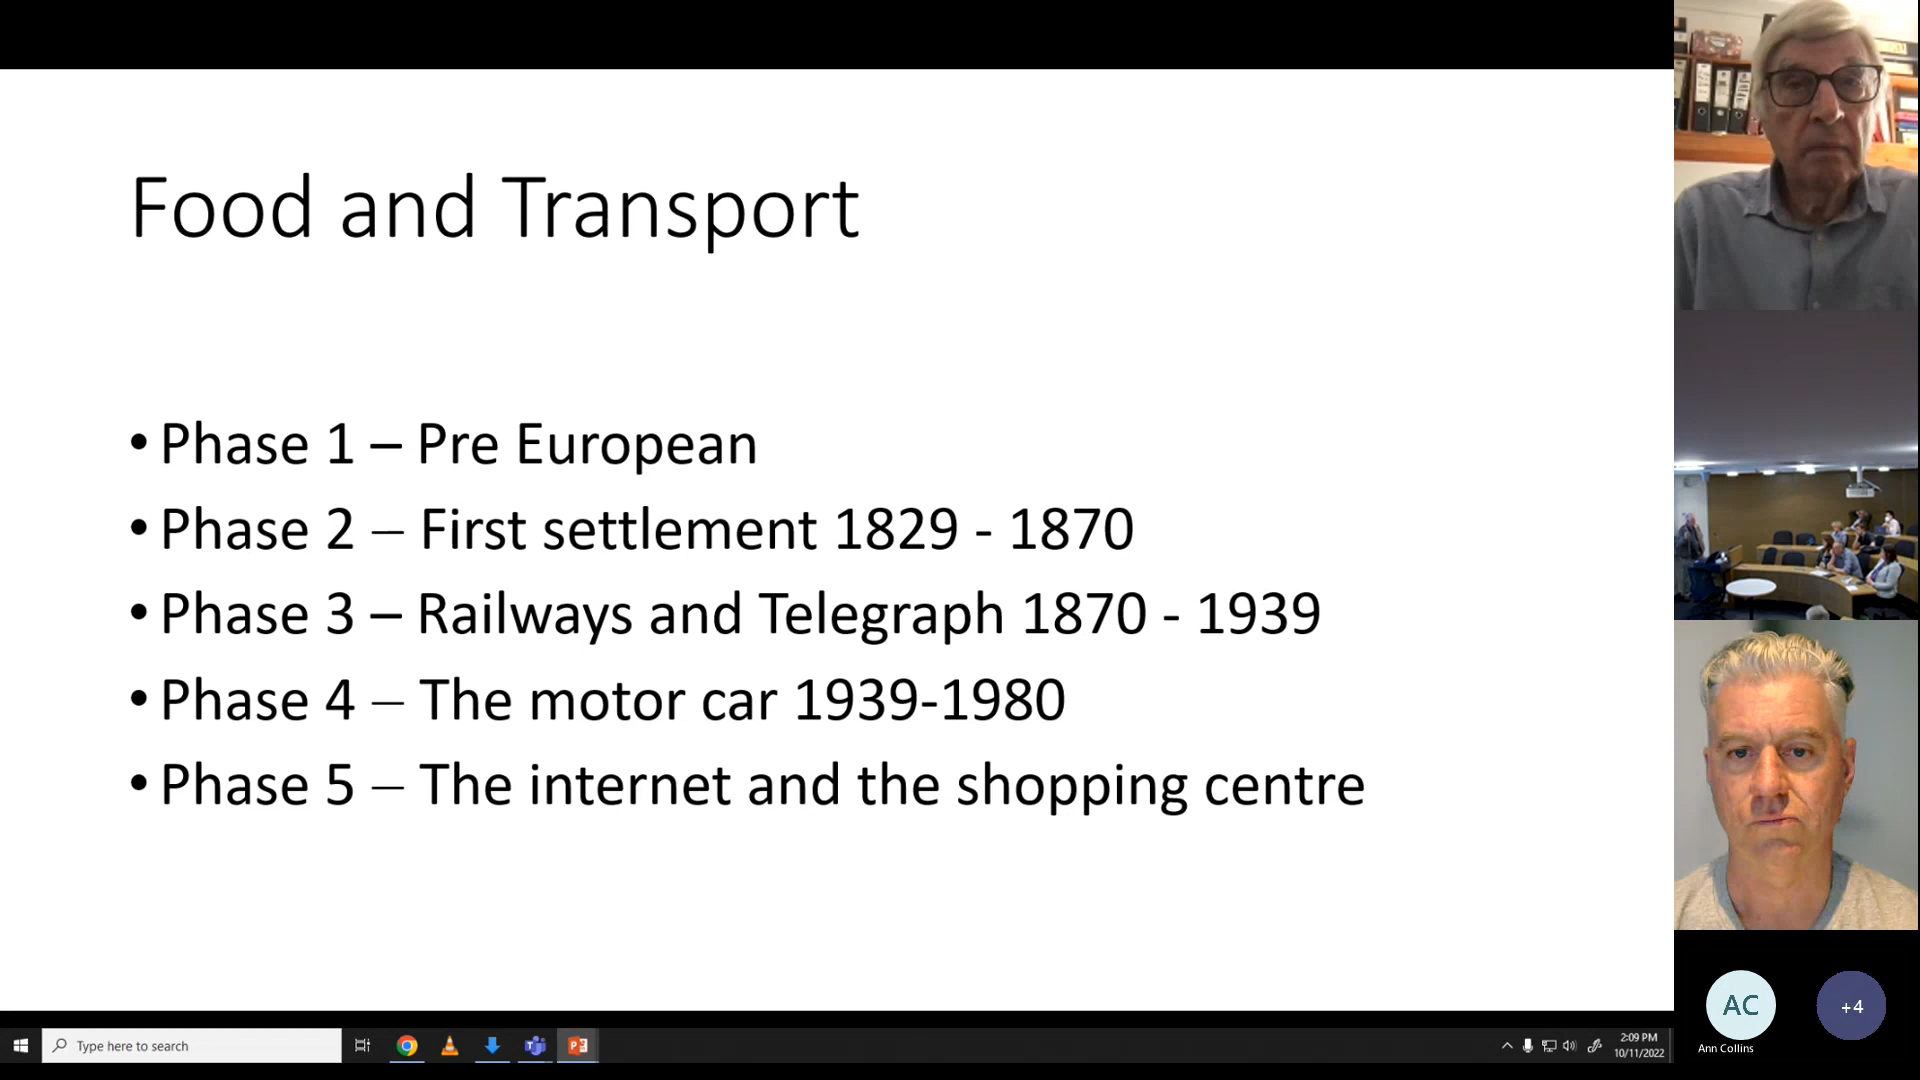 Food and Transport
• Phase 1 – Pre European
• Phase 2 – First settlement 1829 - 1870
• Phase 3 – Railways and Telegraph 1870 - 1939
• Phase 4 – The motor car 1939-1980
• Phase 5 – The internet and the shopping centre
AC
+4
Ann Collins
Type here to search
2:09 PM
10/11/2022